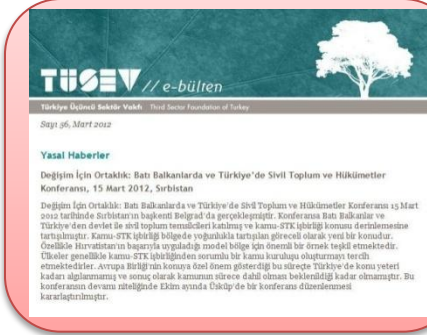 TÜSEV // e-bülten
Türkiye Üçüncü Sektör Vakfı Third Sector Foundation of Turkey
Sayı 36, Mart 2012
Yasal Haberler
Değişim İçin Ortaklık: Batı Balkanlarda ve Türkiye'de Sivil Toplum ve Hükümetler
Konferansı, 15 Mart 2012, Sırbistan
Değişim İçin Ortaklık: Batı Balkanlarda ve Türkiye'de Sivil Toplum ve Hükümetler Konferansı 15 Mart
2012 tarihinde Sırbistan'ın başkenti Belgrad'da gerçekleşmiştir. Konferansa Batı Balkanlar ve
Türkiye'den devlet ile sivil toplum temsilcileri katılmış ve kamu-STK işbirliği konusu derinlemesine
tartışılmıştır. Kamu-STK işbirliği bölgede yoğunlukla tartışılan göreceli olarak yeni bir konudur.
Özellikle Hırvatistan'ın başarıyla uyguladığı model bölge için önemli bir örnek teşkil etmektedir.
Ülkeler genellikle kamu-STK işbirliğinden sorumlu bir kamu kuruluşu oluşturmayı tercih
etmektedirler. Avrupa Birliği'nin konuya özel önem gösterdiği bu süreçte Türkiye'de konu yeteri
kadarı algılanmamış ve sonuç olarak kamunun sürece dahil olması beklenildiği kadar olmamıştır. Bu
konferansın devamı niteliğinde Ekim ayında Üsküp'de bir konferans düzenlenmesi
kararlaştırılmıştır.